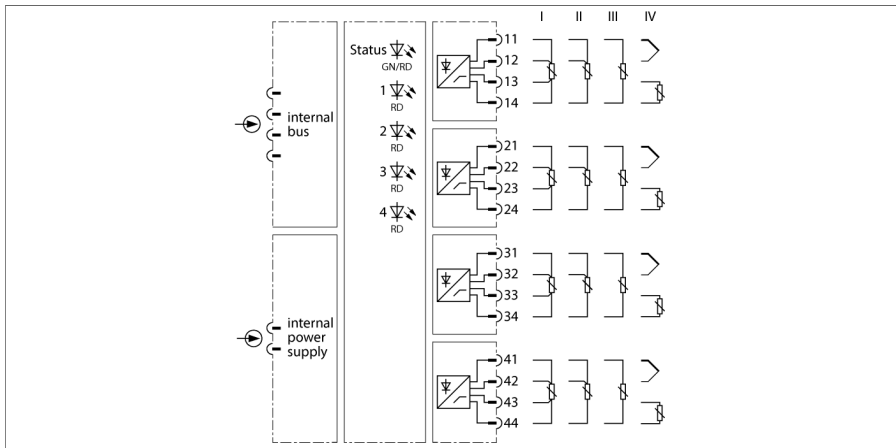 I II III IV
Status
GN/RD
1
RD
2
RD
3
RD
4
RD
internal
bus
internal
power
supply
11
12
13
14
21
22
23
24
31
32
33
34
41
42
43
44